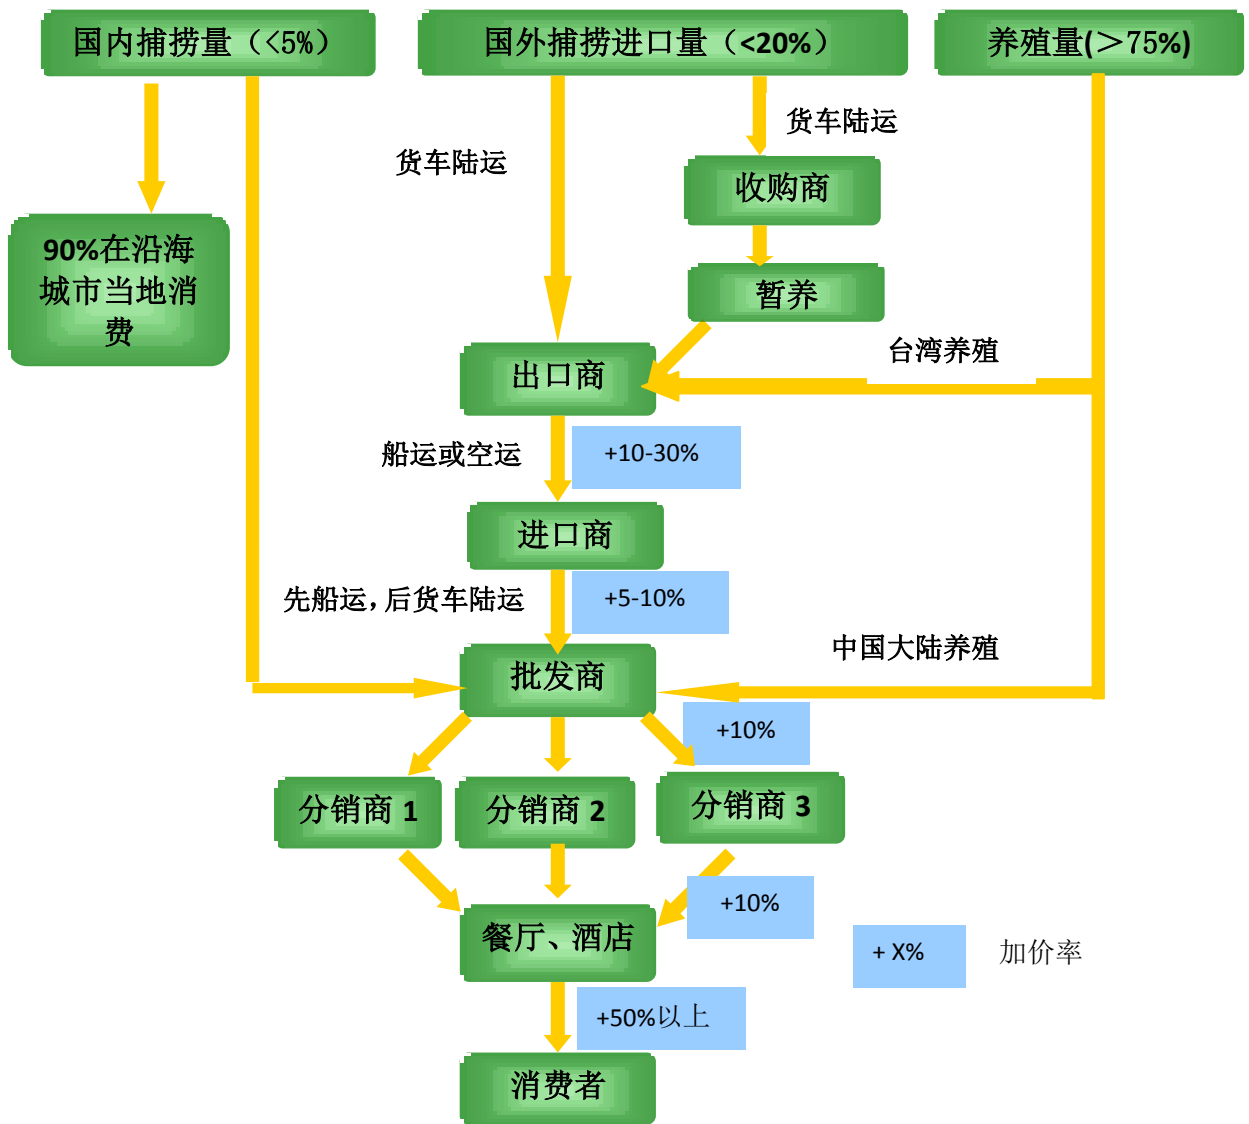 国内捕捞量（<5%）
国外捕捞进口量（<20%）
养殖量(＞75%)
货车陆运
货车陆运
收购商
90%在沿海
城市当地消
费
暂养
台湾养殖
出口商
船运或空运
+10-30%
进口商
先船运，后货车陆运
+5-10%
中国大陆养殖
批发商
+10%
分销商 1
分销商 2
分销商 3
+10%
餐厅、酒店
+ X%
加价率
+50%以上
消费者